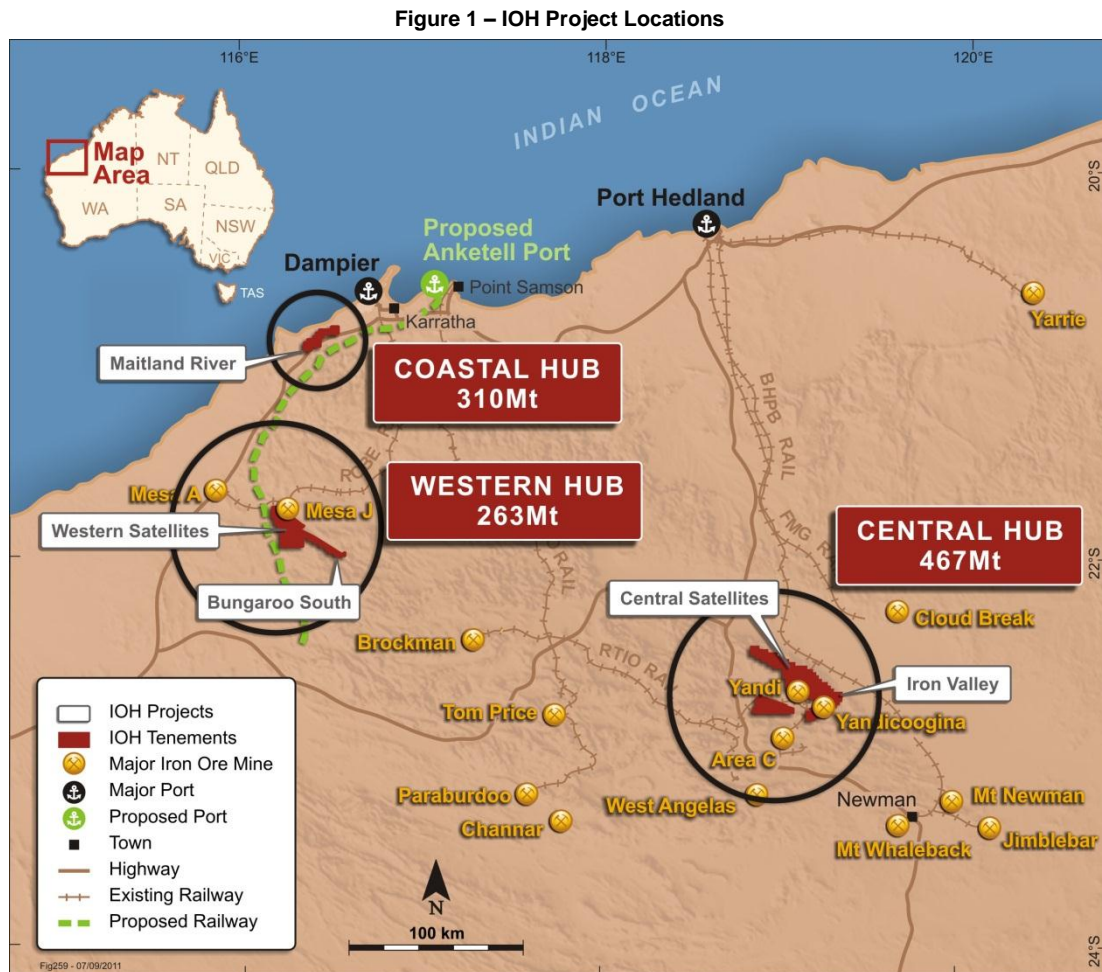 Figure 1 – IOH Project Locations
116°E
118°E
120°E
INDIAN OCEAN
Map
Area
NT
QLD
WA
SA
NSW
VIC
TAS
20°S
Port Hedland
Proposed
Anketell Port
Dampier
Point Samson
Karratha
Yarrie
Maitland River
COASTAL HUB
310Mt
BHPB RAIL
WESTERN HUB
263Mt
Mesa A
Mesa J
Western Satellites
Bungaroo South
CENTRAL HUB
467Mt
22°S
Central Satellites
Cloud Break
Brockman
RTIO RAIL
Yandi
Iron Valley
Yandicoogina
Tom Price
Area C
Paraburdoo
West Angelas
Newman
Mt Newman
Channar
Mt Whaleback
Jimblebar
IOH Projects
IOH Tenements
Major Iron Ore Mine
Major Port
Proposed Port
Town
Highway
Existing Railway
Proposed Railway
N
100 km
24°S
Fig259 - 07/09/2011